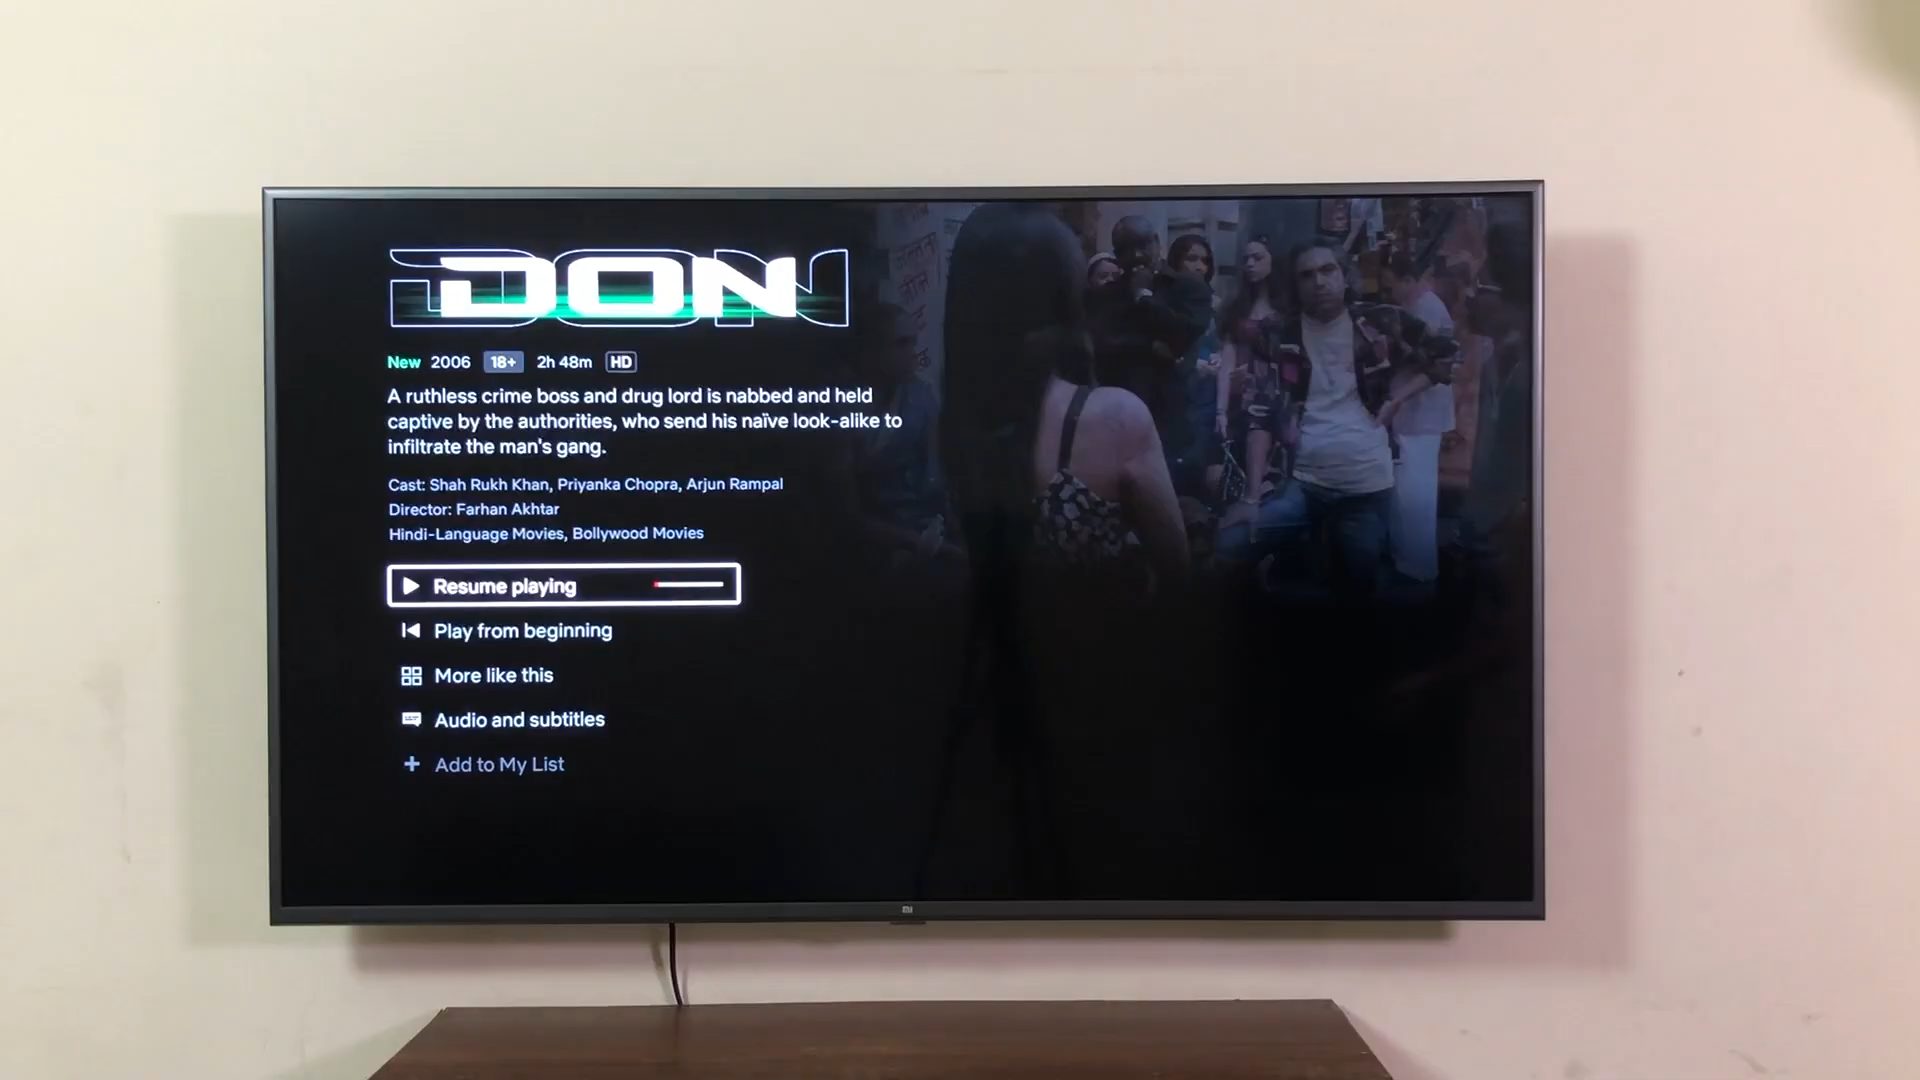 DON
New 2006 18+ 2h 48m HD
A ruthless crime boss and drug lord is nabbed and held
captive by the authorities, who send his naïve look-alike to
infiltrate the man's gang.
Cast: Shah Rukh Khan, Priyanka Chopra, Arjun Rampal
Director: Farhan Akhtar
Hindi-Language Movies, Bollywood Movies
Resume playing
Play from beginning
More like this
Audio and subtitles
Add to My List
mi